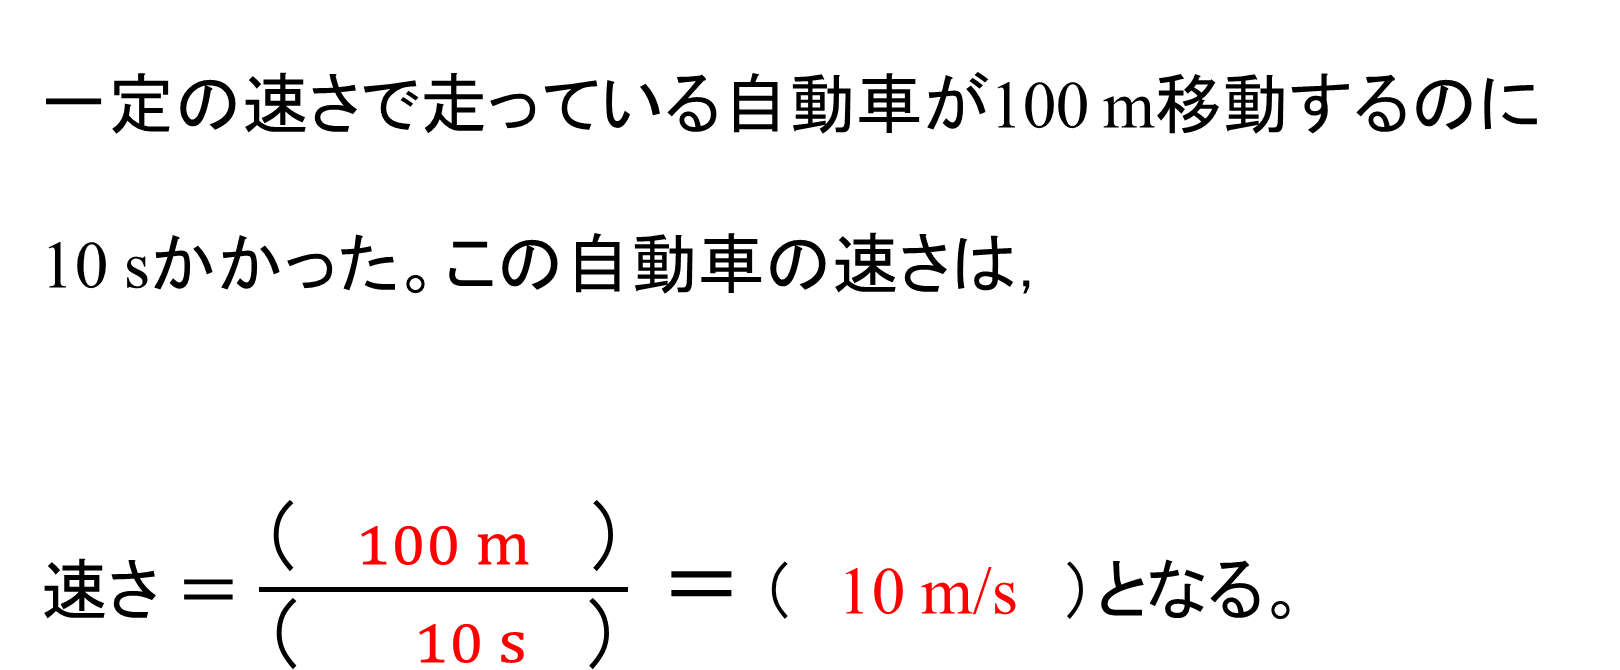 一定の速さで走っている自動車が100 m移動するのに
10 sかかった。この自動車の速さは,
速さ = ( 100 m ) / ( 10 s ) = ( 10 m/s )となる。